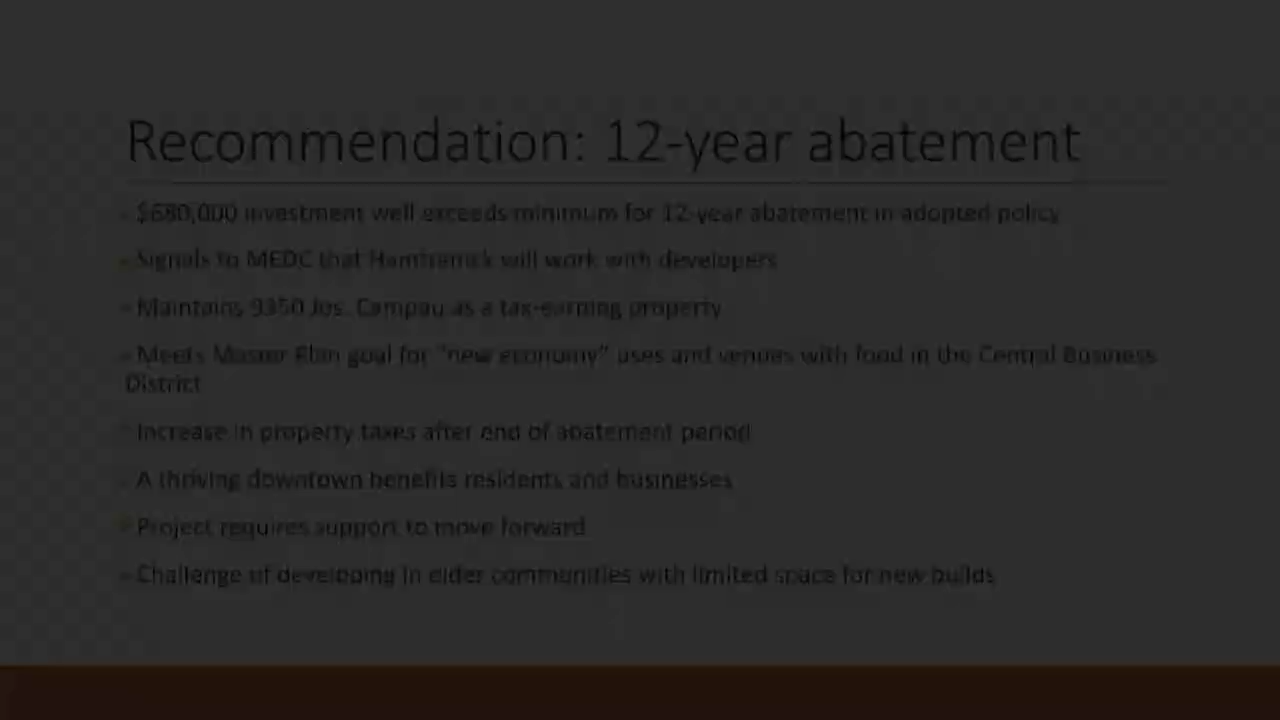 Recommendation: 12-year abatement
$680,000 investment well exceeds minimum for 12-year abatement in adopted policy
Signals to MEDC that Hamtramck will work with developers
Maintains 9350 Jos. Campau as a tax-earning property
Meets Master Plan goal for "new economy" uses and venues with food in the Central Business
District
Increase in property taxes after end of abatement period
A thriving downtown benefits residents and businesses
Project requires support to move forward
Challenge of developing in older communities with limited space for new builds